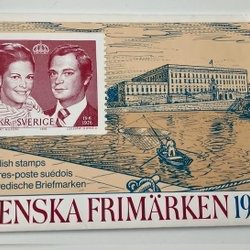 KR SVERIGE
19 6
1976
lish stamps
res-poste suédois
edische Briefmarken
ENSKA FRIMÄRKEN 19